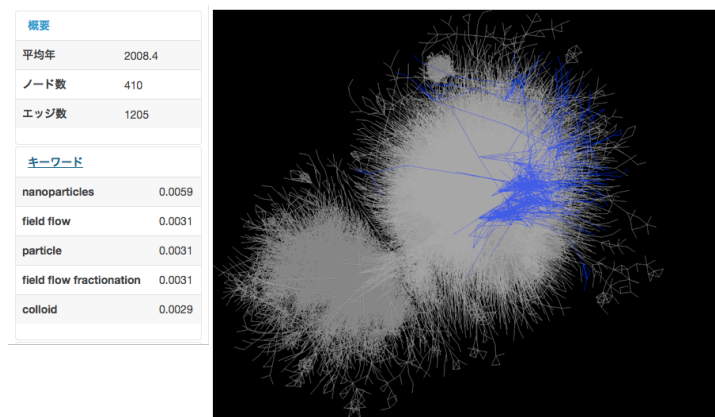 概要
平均年 2008.4
ノード数 410
エッジ数 1205
キーワード
nanoparticles 0.0059
field flow 0.0031
particle 0.0031
field flow fractionation 0.0031
colloid 0.0029